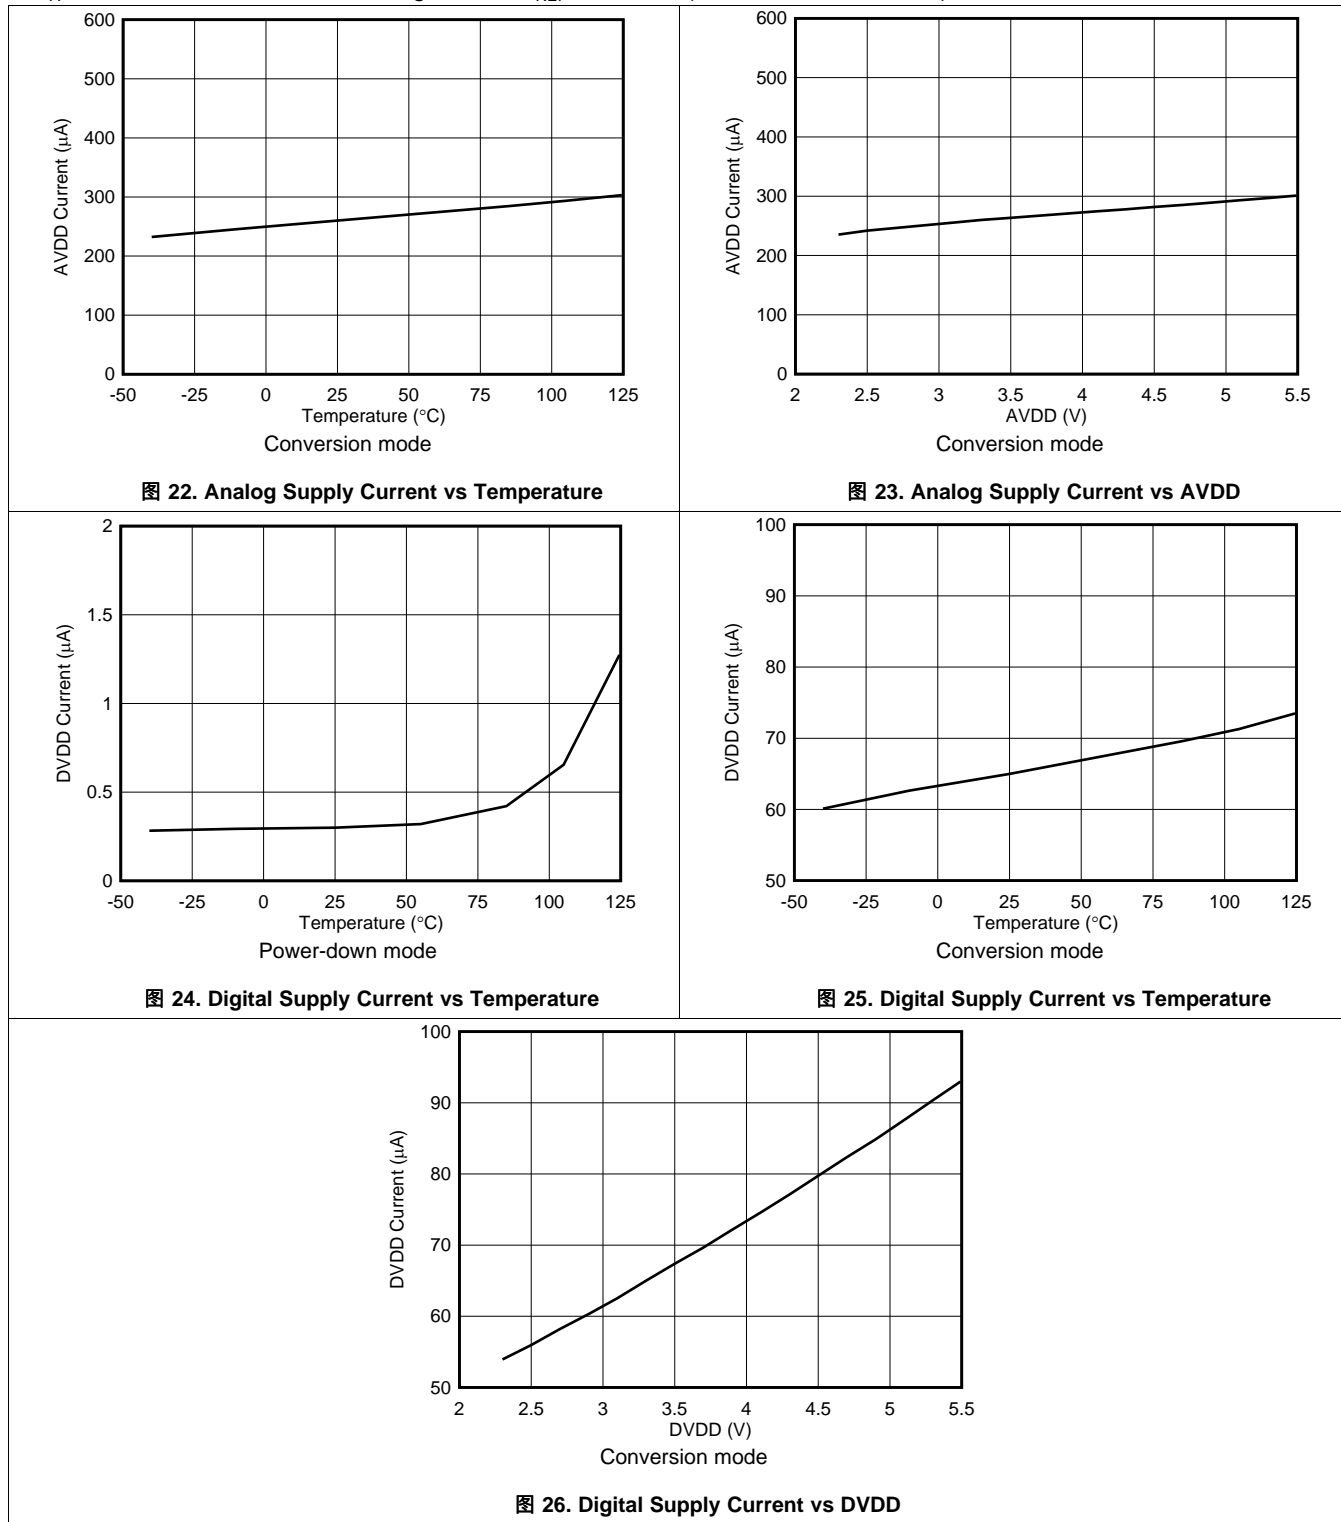 600
500
400
300
200
100
0
AVDD Current (μA)
-50 -25 0 25 50 75 100 125
Temperature (°C)
Conversion mode
图 22. Analog Supply Current vs Temperature
600
500
400
300
200
100
0
AVDD Current (μA)
2 2.5 3 3.5 4 4.5 5 5.5
AVDD (V)
Conversion mode
图 23. Analog Supply Current vs AVDD
2
1.5
1
0.5
0
DVDD Current (μA)
-50 -25 0 25 50 75 100 125
Temperature (°C)
Power-down mode
图 24. Digital Supply Current vs Temperature
100
90
80
70
60
50
DVDD Current (μA)
-50 -25 0 25 50 75 100 125
Temperature (°C)
Conversion mode
图 25. Digital Supply Current vs Temperature
100
90
80
70
60
50
DVDD Current (μA)
2 2.5 3 3.5 4 4.5 5 5.5
DVDD (V)
Conversion mode
图 26. Digital Supply Current vs DVDD